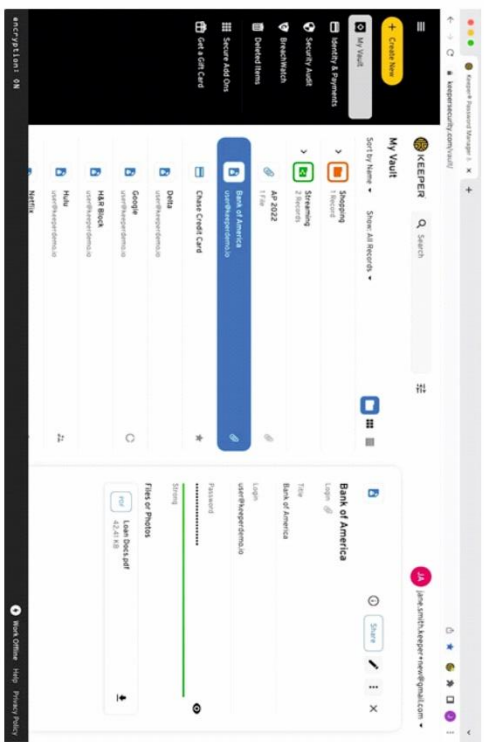 Keeper® Password Manager &
keepersecurity.com/vault/
KEEPER
Search
jane.smith.keeper+new@gmail.com
JA
+ Create New
My Vault
Identity & Payments
Security Audit
BreachWatch
Deleted Items
Secure Add Ons
Get a Gift Card
My Vault
Sort by Name
Show: All Records
Shopping
1 Record
Streaming
2 Records
AP 2022
1 File
Bank of America
user@keeperdemo.io
Chase Credit Card
Delta
user@keeperdemo.io
Google
user@keeperdemo.io
H&R Block
user@keeperdemo.io
Hulu
user@keeperdemo.io
Netflix
Share
Bank of America
Login
Title
Bank of America
Login
user@keeperdemo.io
Password
Strong
Files or Photos
PDF
Loan Docs.pdf
42.41 KB
encryption: ON
Work Offline Help Privacy Policy